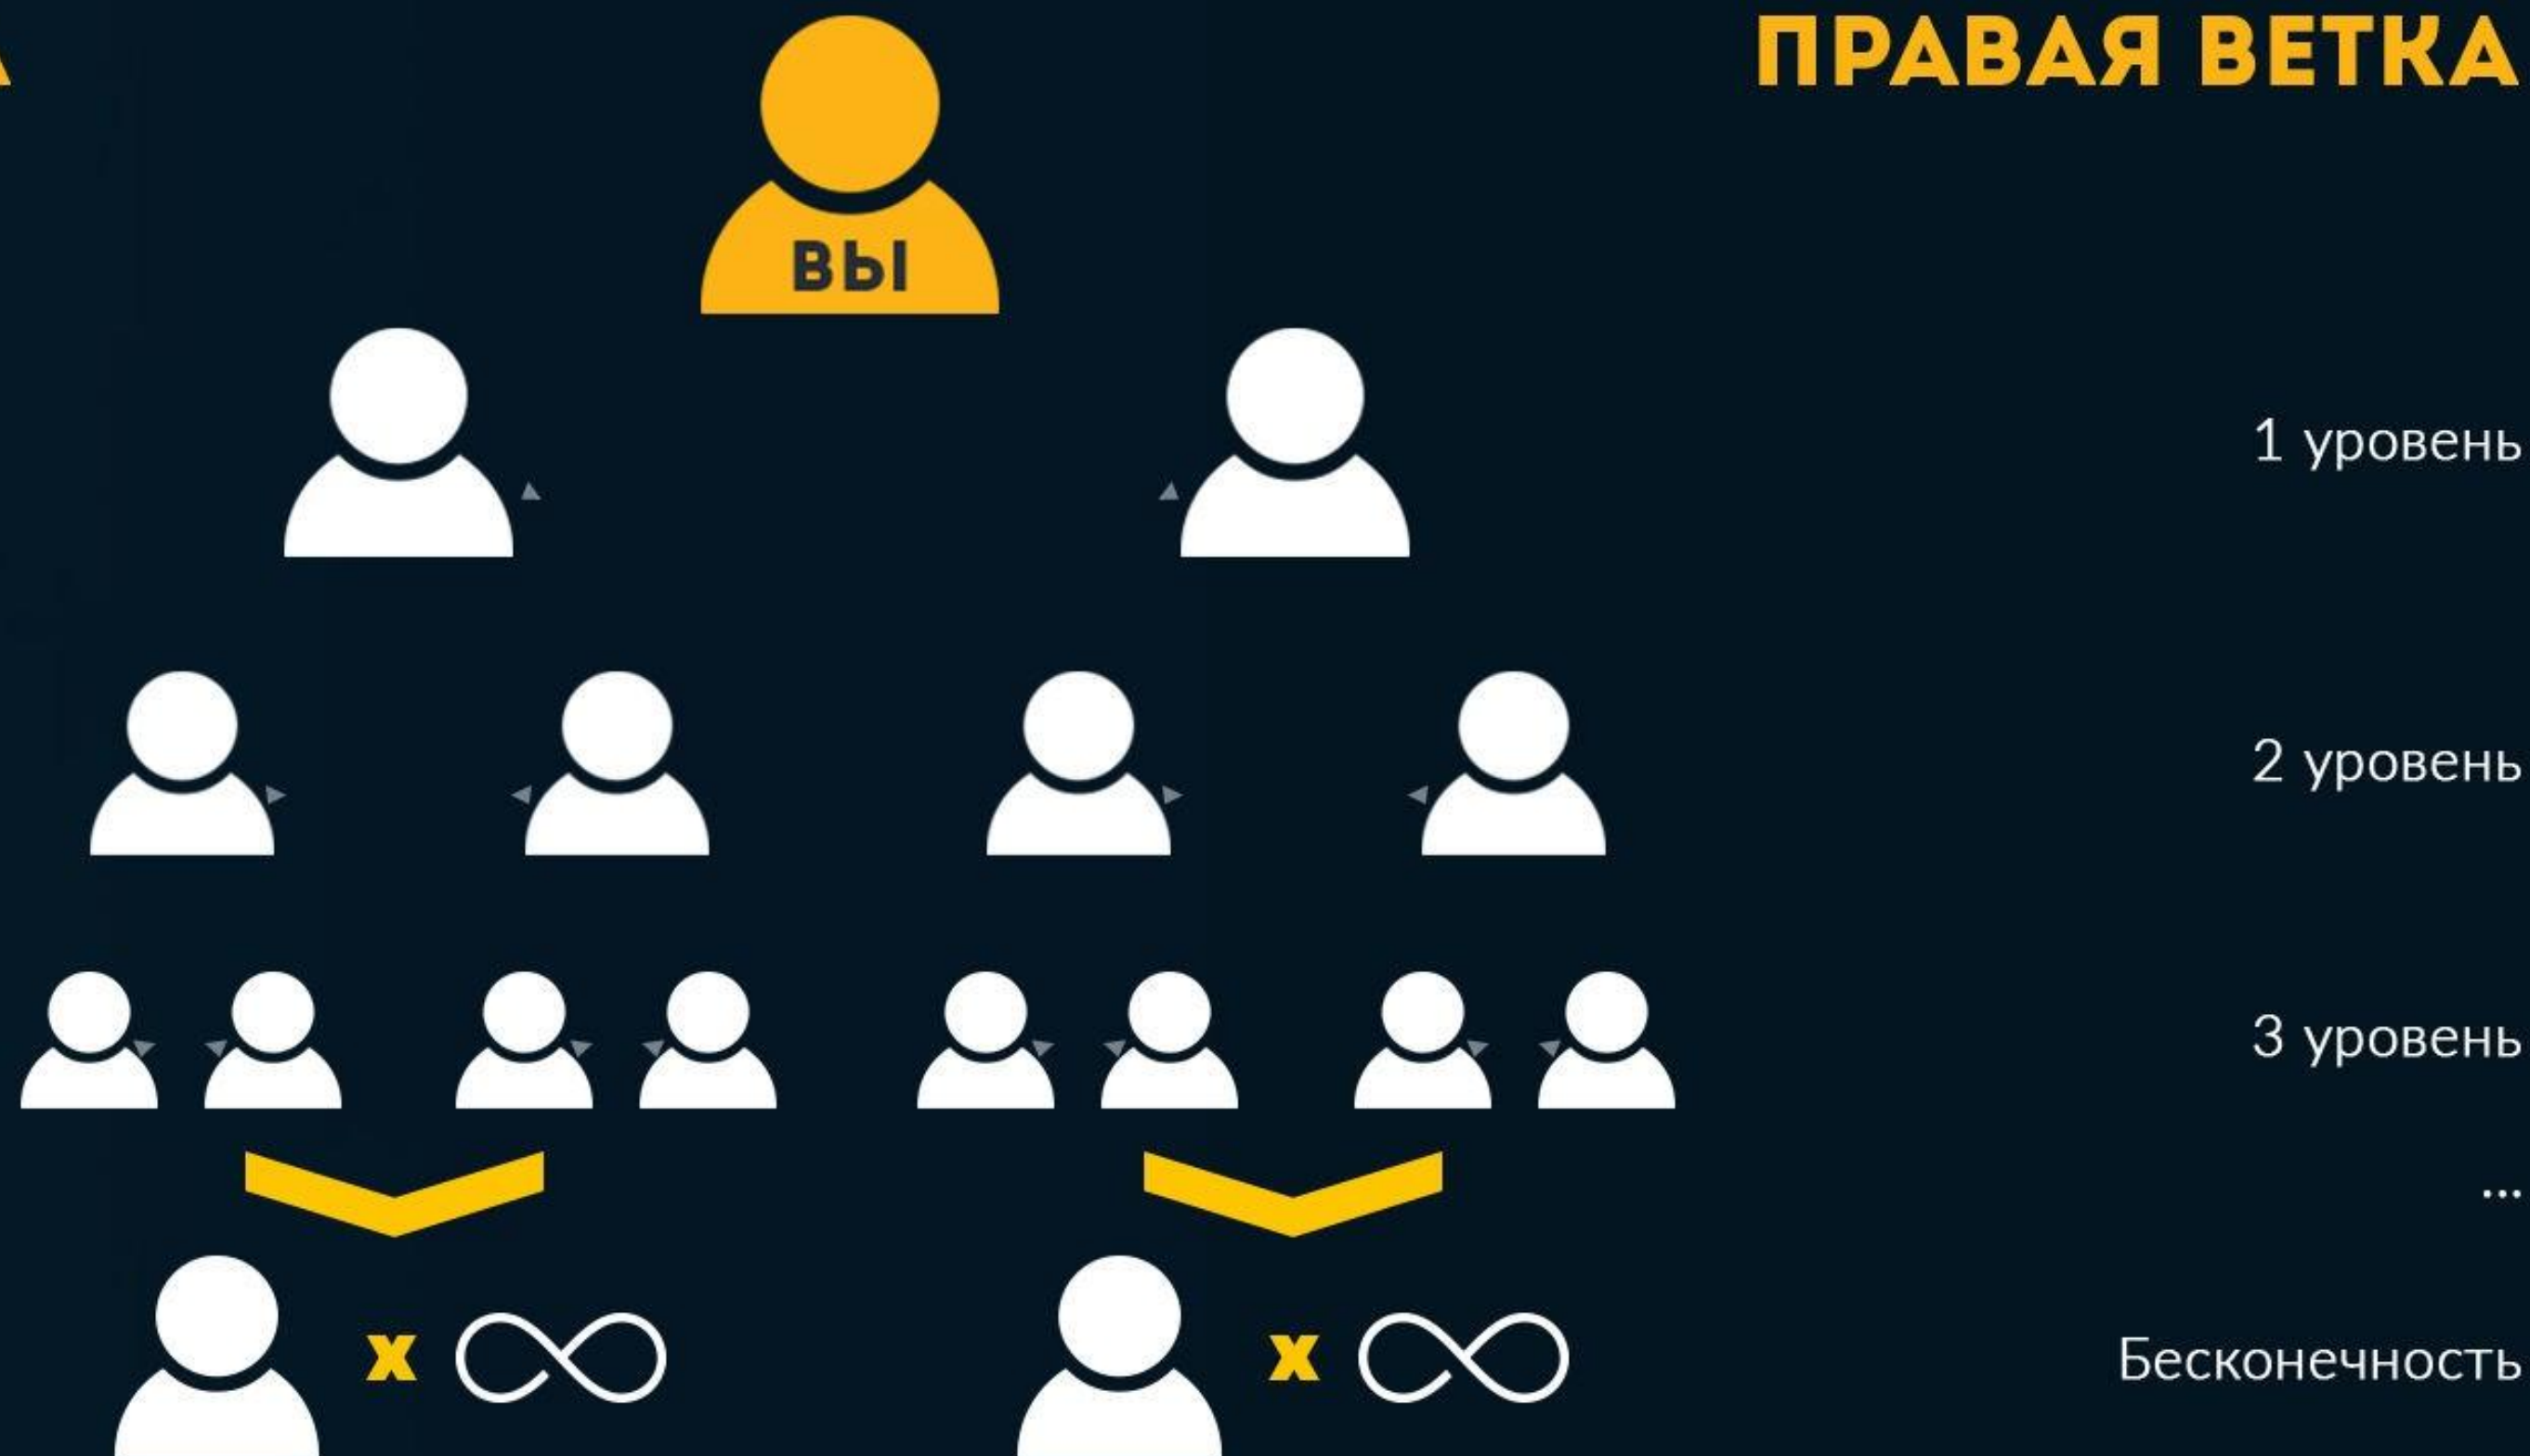 ПРАВАЯ ВЕТКА
ВЫ
1 уровень
2 уровень
3 уровень
...
x
x
Бесконечность